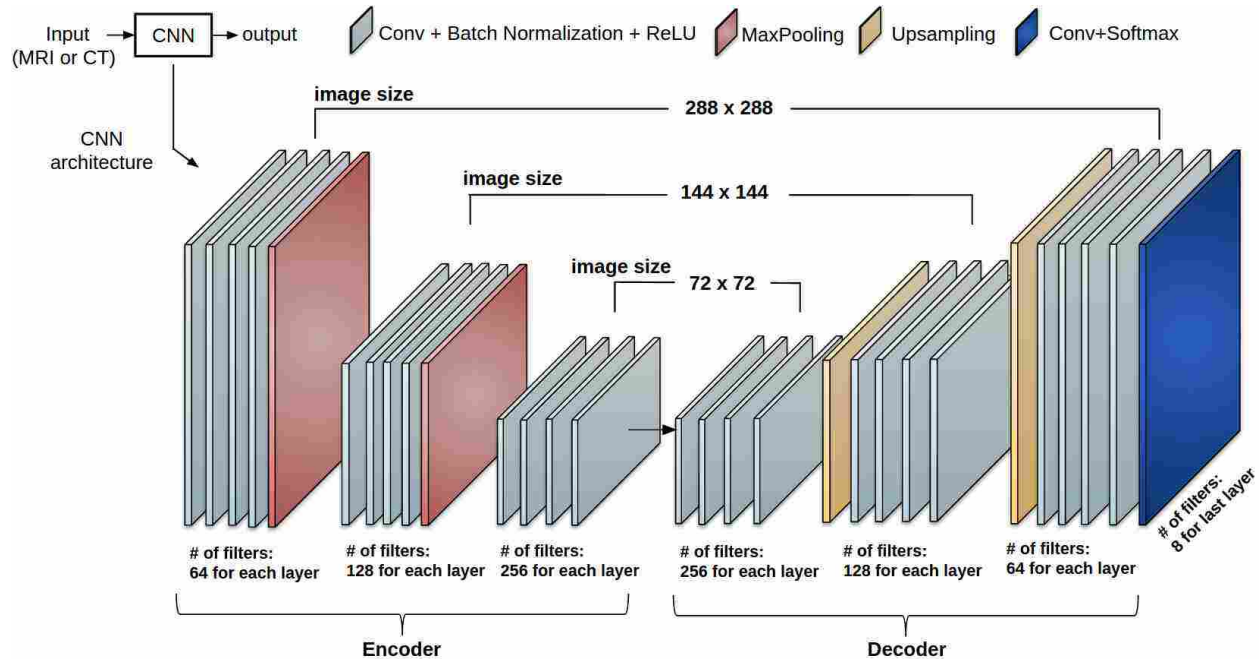 Input
(MRI or CT)
CNN
output
Conv + Batch Normalization + ReLU
MaxPooling
Upsampling
Conv+Softmax
CNN
architecture
image size
288 x 288
image size
144 x 144
image size
72 x 72
# of filters:
64 for each layer
# of filters:
128 for each layer
# of filters:
256 for each layer
# of filters:
256 for each layer
# of filters:
128 for each layer
# of filters:
64 for each layer
# of filters:
8 for last layer
Encoder
Decoder